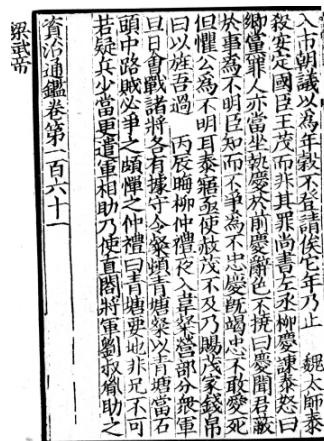 入市朝議以為年穀不登請俟它年乃止　魏太師泰
殺安定國臣王茂而非其罪尚書左丞柳慶諫泰怒曰
卿黨罪人亦當坐執慶於前慶辭色不撓曰慶聞君蔽
於事為不明臣知而不爭為不忠慶旣竭忠不敢愛死
但懼公為不明耳泰寤亟使赦茂不及乃賜茂家錢帛
曰以旌吾過　丙辰晦柳仲禮夜入韋粲營部分衆軍
旦日會戰諸將各有據守令粲頓青塘粲以青塘當石
頭中路賊必爭之頗憚之仲禮曰青塘要地非兄不可
若疑兵少當更遣軍相助乃使直閤將軍劉叔胤助之
資治通鑑卷第一百六十一
梁武帝